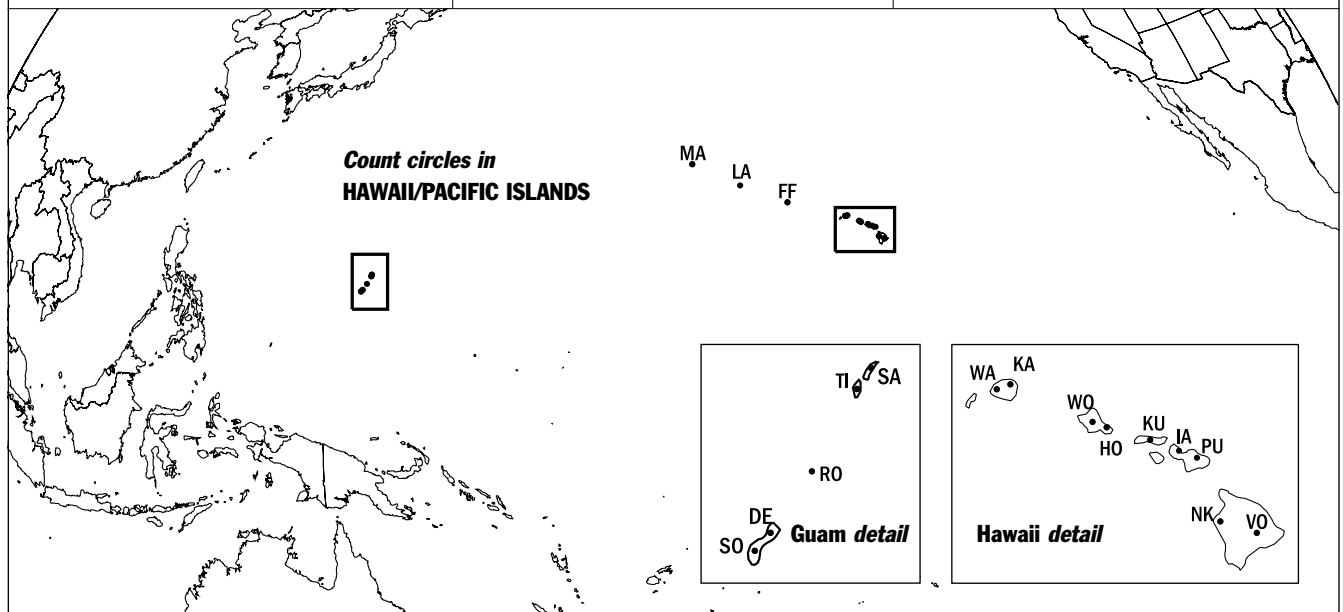 Count circles in
HAWAII/PACIFIC ISLANDS
MA
LA
FF
TI
SA
RO
DE
SO
Guam detail
WA
KA
WO
HO
KU
IA
PU
NK
VO
Hawaii detail